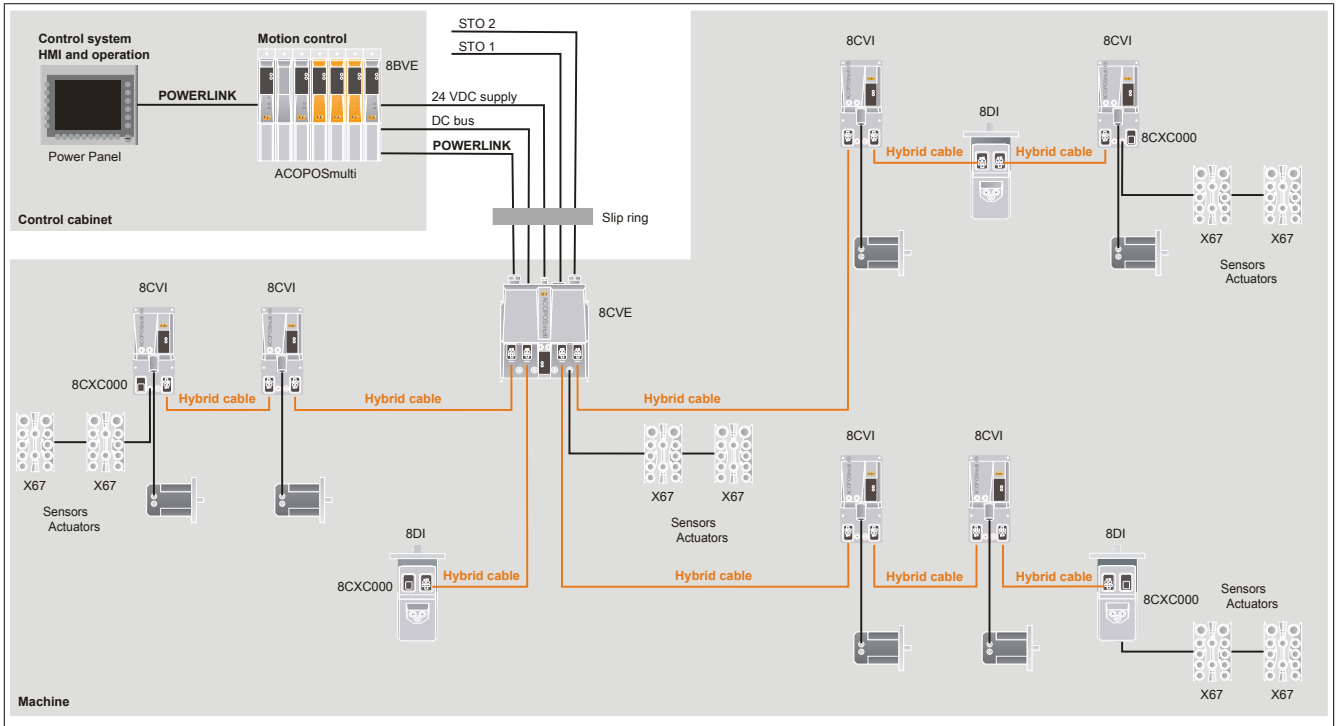 Control system
HMI and operation
Motion control
8BVE
POWERLINK
Power Panel
ACOPOSmulti
Control cabinet
STO 2
STO 1
24 VDC supply
DC bus
POWERLINK
Slip ring
8CVI
8CVI
8DI
8CXC000
Hybrid cable
Hybrid cable
X67
X67
Sensors
Actuators
8CVE
ACOPOSmulti
8CVI
8CVI
8CXC000
Hybrid cable
Hybrid cable
Hybrid cable
X67
X67
Sensors
Actuators
X67
X67
Sensors
Actuators
8CVI
8CVI
8DI
8CXC000
Hybrid cable
8DI
Hybrid cable
Hybrid cable
Hybrid cable
8CXC000
Sensors
Actuators
X67
X67
Machine